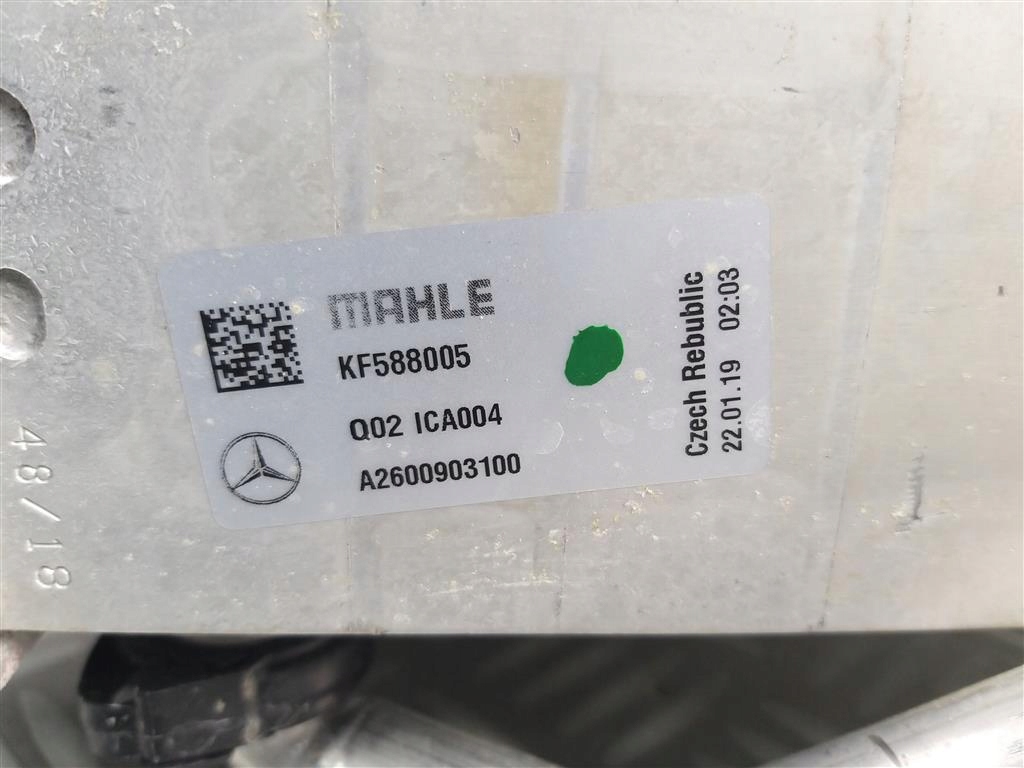 MAHLE
KF588005
Q02 ICA004
A2600903100
Czech Rebublic
22.01.19 02:03
48/18